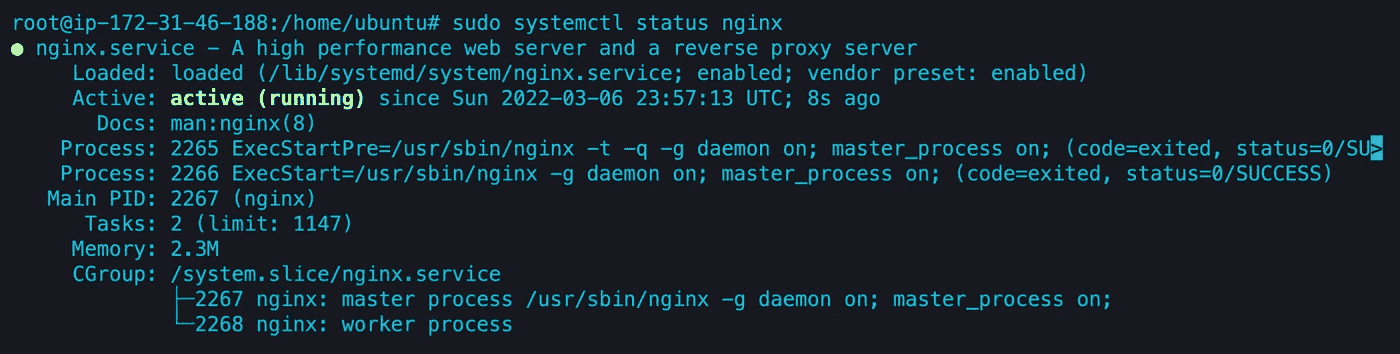 root@ip-172-31-46-188:/home/ubuntu# sudo systemctl status nginx
● nginx.service - A high performance web server and a reverse proxy server
     Loaded: loaded (/lib/systemd/system/nginx.service; enabled; vendor preset: enabled)
     Active: active (running) since Sun 2022-03-06 23:57:13 UTC; 8s ago
       Docs: man:nginx(8)
    Process: 2265 ExecStartPre=/usr/sbin/nginx -t -q -g daemon on; master_process on; (code=exited, status=0/SU>
    Process: 2266 ExecStart=/usr/sbin/nginx -g daemon on; master_process on; (code=exited, status=0/SUCCESS)
   Main PID: 2267 (nginx)
      Tasks: 2 (limit: 1147)
     Memory: 2.3M
     CGroup: /system.slice/nginx.service
             ├─2267 nginx: master process /usr/sbin/nginx -g daemon on; master_process on;
             └─2268 nginx: worker process